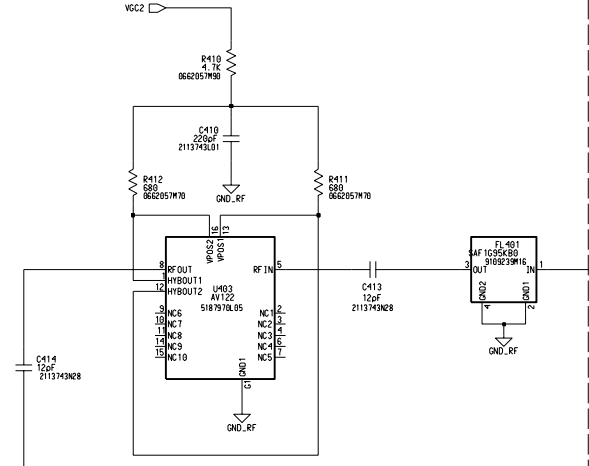 VGC2
R410
4.7K
0662057M90
C410
220pF
2113743L01
GND_RF
R412
680
0662057M70
R411
680
0662057M70
16
13
VPOS2
VPOS1
8
RFOUT
RFIN
5
1
HYBOUT1
12
HYBOUT2
U403
AV122
5187970L05
9
NC6
10
NC7
11
NC8
14
NC9
15
NC10
NC1
2
NC2
3
NC3
4
NC4
6
NC5
7
GND1
G1
GND_RF
C413
12pF
2113743N28
FL401
SAF1G95KB0
9109239M16
3
OUT
IN
1
GND2
GND1
4
2
GND_RF
C414
12pF
2113743N28